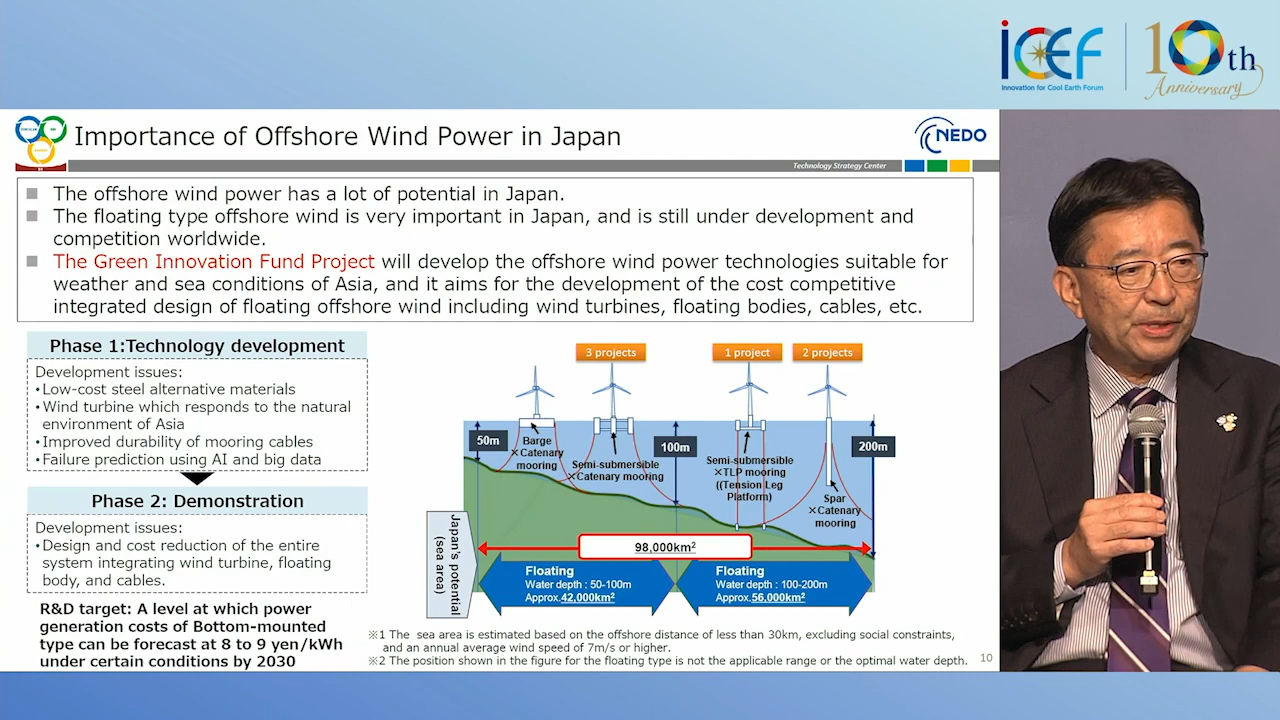 iCEF
Innovation for Cool Earth Forum
10th
Anniversary
Importance of Offshore Wind Power in Japan
NEDO
Technology Strategy Center
■ The offshore wind power has a lot of potential in Japan.
■ The floating type offshore wind is very important in Japan, and is still under development and
competition worldwide.
■ The Green Innovation Fund Project will develop the offshore wind power technologies suitable for
weather and sea conditions of Asia, and it aims for the development of the cost competitive
integrated design of floating offshore wind including wind turbines, floating bodies, cables, etc.
Phase 1:Technology development
Development issues:
•Low-cost steel alternative materials
•Wind turbine which responds to the natural
environment of Asia
•Improved durability of mooring cables
•Failure prediction using AI and big data
Phase 2: Demonstration
Development issues:
•Design and cost reduction of the entire
system integrating wind turbine, floating
body, and cables.
R&D target: A level at which power
generation costs of Bottom-mounted
type can be forecast at 8 to 9 yen/kWh
under certain conditions by 2030
3 projects
1 project
2 projects
50m
100m
200m
Barge
×Catenary
mooring
Semi-submersible
×Catenary mooring
Semi-submersible
×TLP mooring
((Tension Leg
Platform)
Spar
×Catenary
mooring
Japan's potential
(sea area)
98,000km²
Floating
Water depth : 50-100m
Approx.42,000km²
Floating
Water depth : 100-200m
Approx.56,000km²
※1 The sea area is estimated based on the offshore distance of less than 30km, excluding social constraints,
and an annual average wind speed of 7m/s or higher.
※2 The position shown in the figure for the floating type is not the applicable range or the optimal water depth.
10